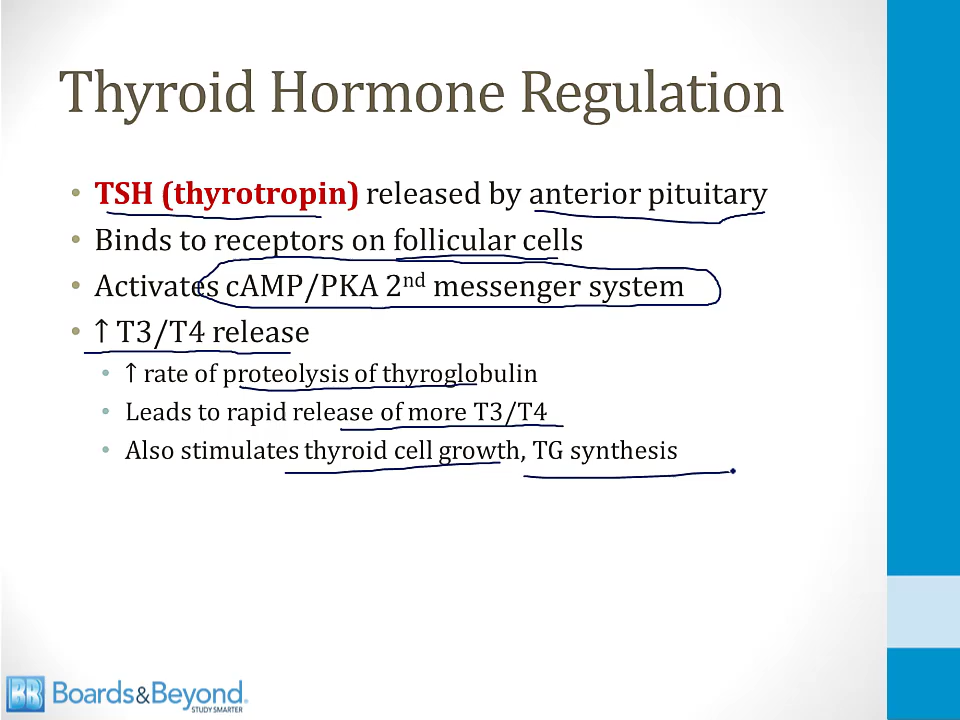 Thyroid Hormone Regulation
• TSH (thyrotropin) released by anterior pituitary
• Binds to receptors on follicular cells
• Activates cAMP/PKA 2nd messenger system
• ↑ T3/T4 release
• ↑ rate of proteolysis of thyroglobulin
• Leads to rapid release of more T3/T4
• Also stimulates thyroid cell growth, TG synthesis
BB Boards&Beyond.
STUDY SMARTER